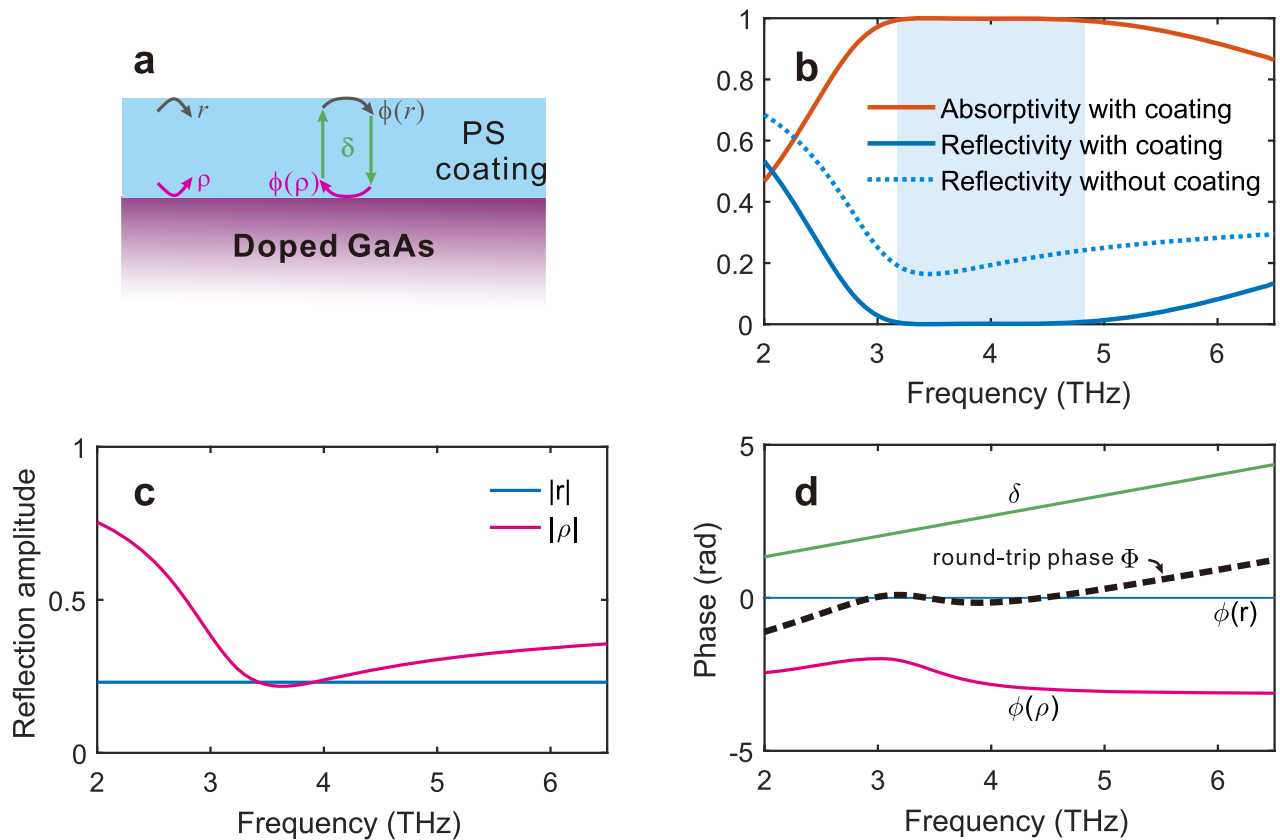 a
r
ϕ(r)
PS
coating
δ
ρ
ϕ(ρ)
Doped GaAs
b
1
0.8
0.6
0.4
0.2
0
Absorptivity with coating
Reflectivity with coating
Reflectivity without coating
2
3
4
5
6
Frequency (THz)
c
Reflection amplitude
1
0.5
0
|r|
|ρ|
2
3
4
5
6
Frequency (THz)
d
Phase (rad)
5
0
-5
δ
round-trip phase Φ
ϕ(r)
ϕ(ρ)
2
3
4
5
6
Frequency (THz)